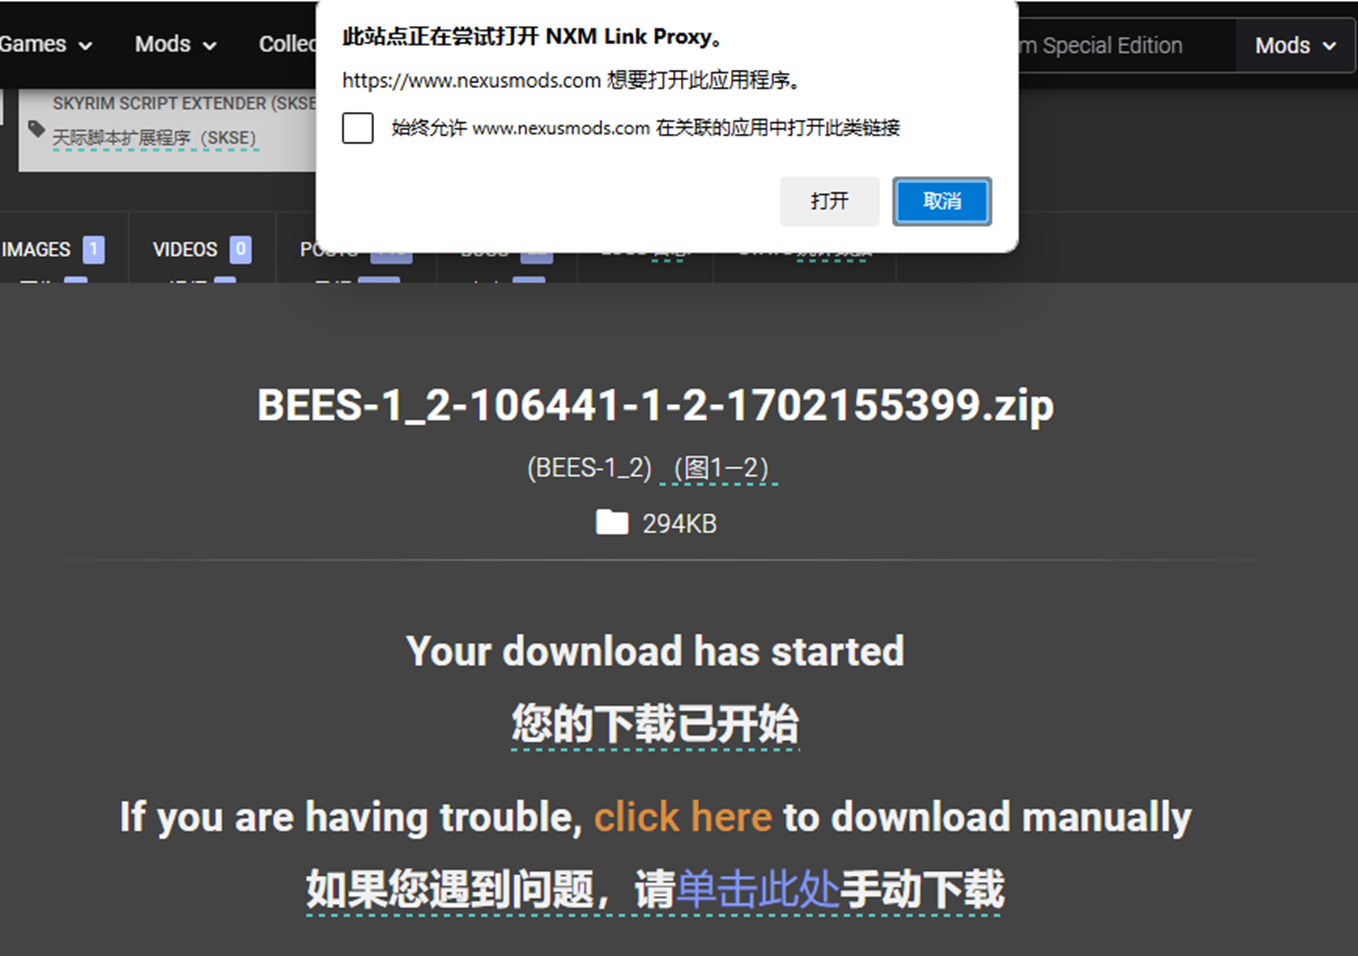 此站点正在尝试打开 NXM Link Proxy。
https://www.nexusmods.com 想要打开此应用程序。
始终允许 www.nexusmods.com 在关联的应用中打开此类链接
打开 取消
Games Mods Collec m Special Edition Mods
SKYRIM SCRIPT EXTENDER (SKSE
天际脚本扩展程序（SKSE）
IMAGES 1 VIDEOS 0
BEES-1_2-106441-1-2-1702155399.zip
(BEES-1_2) （图1—2）
294KB
Your download has started
您的下载已开始
If you are having trouble, click here to download manually
如果您遇到问题，请单击此处手动下载